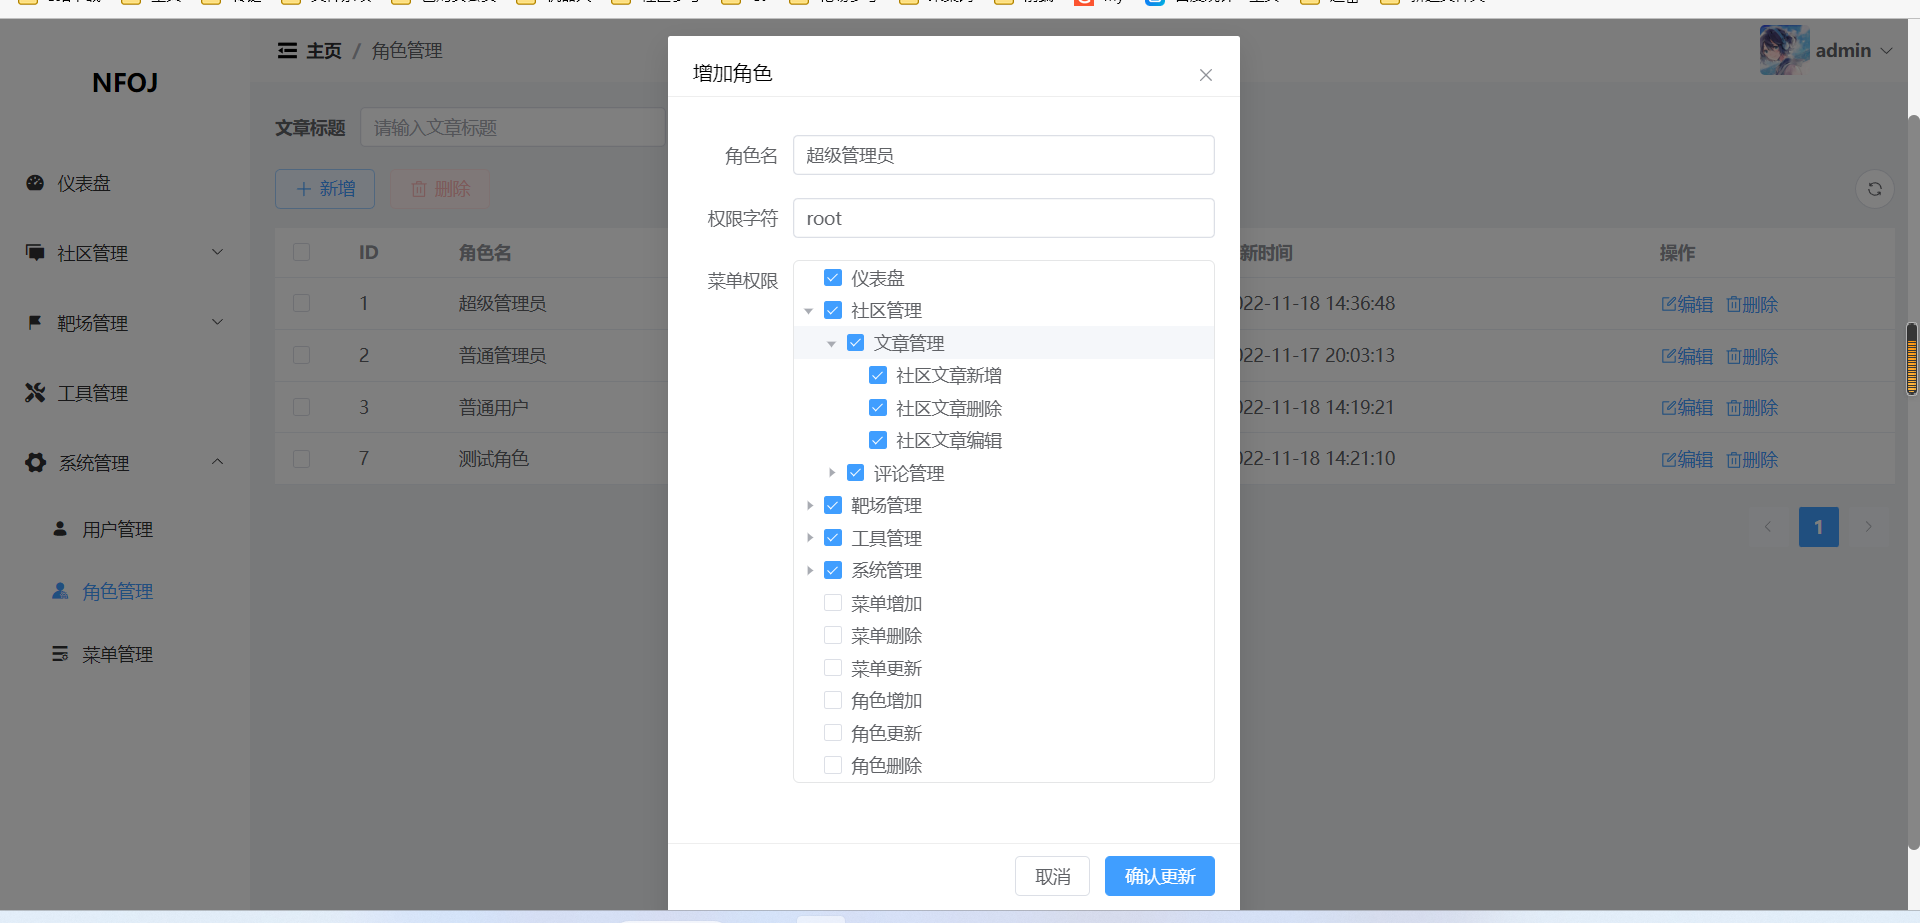 NFOJ
仪表盘
社区管理
靶场管理
工具管理
系统管理
用户管理
角色管理
菜单管理
主页 / 角色管理
admin
文章标题 请输入文章标题
新增 删除
ID 角色名 新时间 操作
1 超级管理员 22-11-18 14:36:48 编辑 删除
2 普通管理员 22-11-17 20:03:13 编辑 删除
3 普通用户 22-11-18 14:19:21 编辑 删除
7 测试角色 22-11-18 14:21:10 编辑 删除
1
增加角色
角色名 超级管理员
权限字符 root
菜单权限
仪表盘
社区管理
文章管理
社区文章新增
社区文章删除
社区文章编辑
评论管理
靶场管理
工具管理
系统管理
菜单增加
菜单删除
菜单更新
角色增加
角色更新
角色删除
取消 确认更新